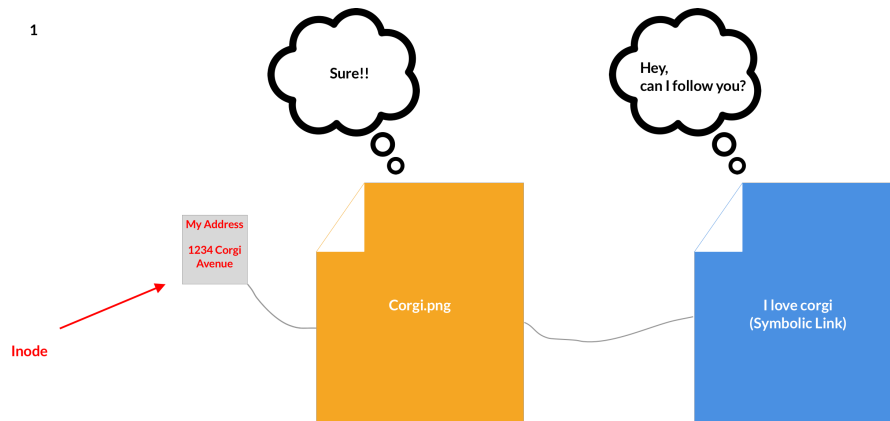 1
Sure!!
Hey,
can I follow you?
My Address
1234 Corgi
Avenue
Corgi.png
I love corgi
(Symbolic Link)
Inode